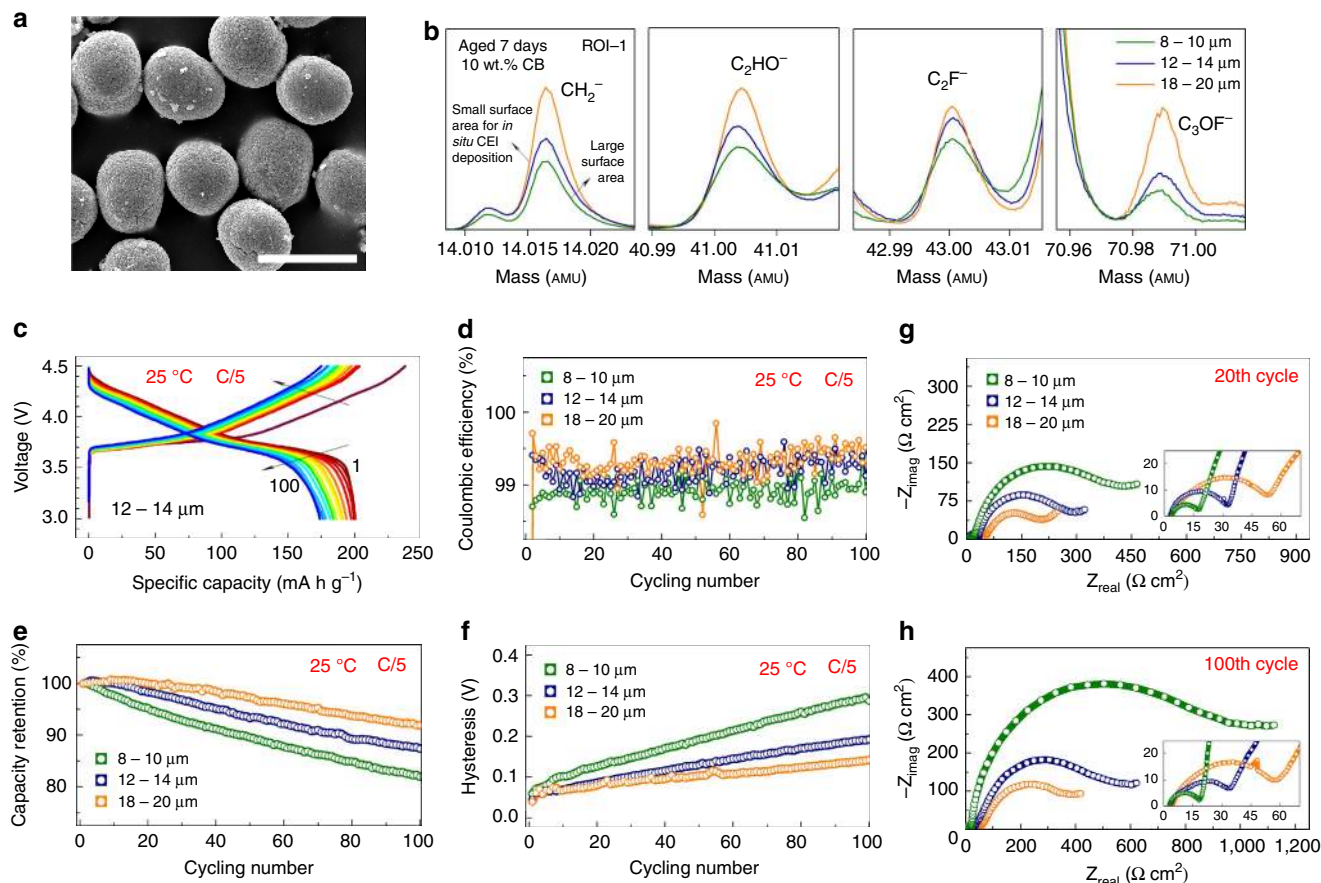 a
b
Aged 7 days
10 wt.% CB
ROI–1
CH₂⁻
Small surface
area for in
situ CEI
deposition
Large
surface
area
14.010 14.016 14.020
Mass (AMU)
C₂HO⁻
40.99 41.00 41.01
Mass (AMU)
C₂F⁻
42.99 43.00 43.01
Mass (AMU)
8 – 10 μm
12 – 14 μm
18 – 20 μm
C₃OF⁻
70.96 70.98 71.00
Mass (AMU)
c
25 °C C/5
4.5
4.0
3.5
3.0
Voltage (V)
1
100
12 – 14 μm
0 50 100 150 200 250
Specific capacity (mA h g⁻¹)
d
25 °C C/5
8 – 10 μm
12 – 14 μm
18 – 20 μm
100
99
Coulombic efficiency (%)
0 20 40 60 80 100
Cycling number
g
20th cycle
8 – 10 μm
12 – 14 μm
18 – 20 μm
300
225
150
75
0
–Zimag (Ω cm²)
20
10
0
15 30 45 60
0 150 300 450 600 750 900
Zreal (Ω cm²)
e
25 °C C/5
100
90
80
Capacity retention (%)
8 – 10 μm
12 – 14 μm
18 – 20 μm
0 20 40 60 80 100
Cycling number
f
25 °C C/5
8 – 10 μm
12 – 14 μm
18 – 20 μm
0.4
0.3
0.2
0.1
0.0
Hysteresis (V)
0 20 40 60 80 100
Cycling number
h
100th cycle
8 – 10 μm
12 – 14 μm
18 – 20 μm
400
300
200
100
0
–Zimag (Ω cm²)
20
10
0
15 30 45 60
0 200 400 600 800 1,000 1,200
Zreal (Ω cm²)